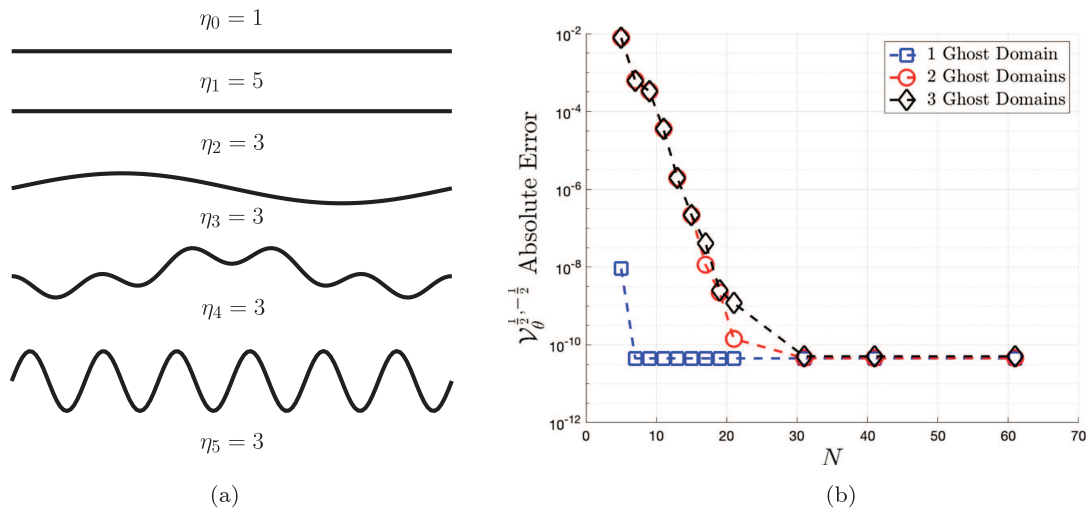 η₀ = 1
η₁ = 5
η₂ = 3
η₃ = 3
η₄ = 3
η₅ = 3
(a)
𝒱_θ^{1/2,−1/2} Absolute Error
10⁻²
10⁻⁴
10⁻⁶
10⁻⁸
10⁻¹⁰
10⁻¹²
1 Ghost Domain
2 Ghost Domains
3 Ghost Domains
0 10 20 30 40 50 60 70
N
(b)